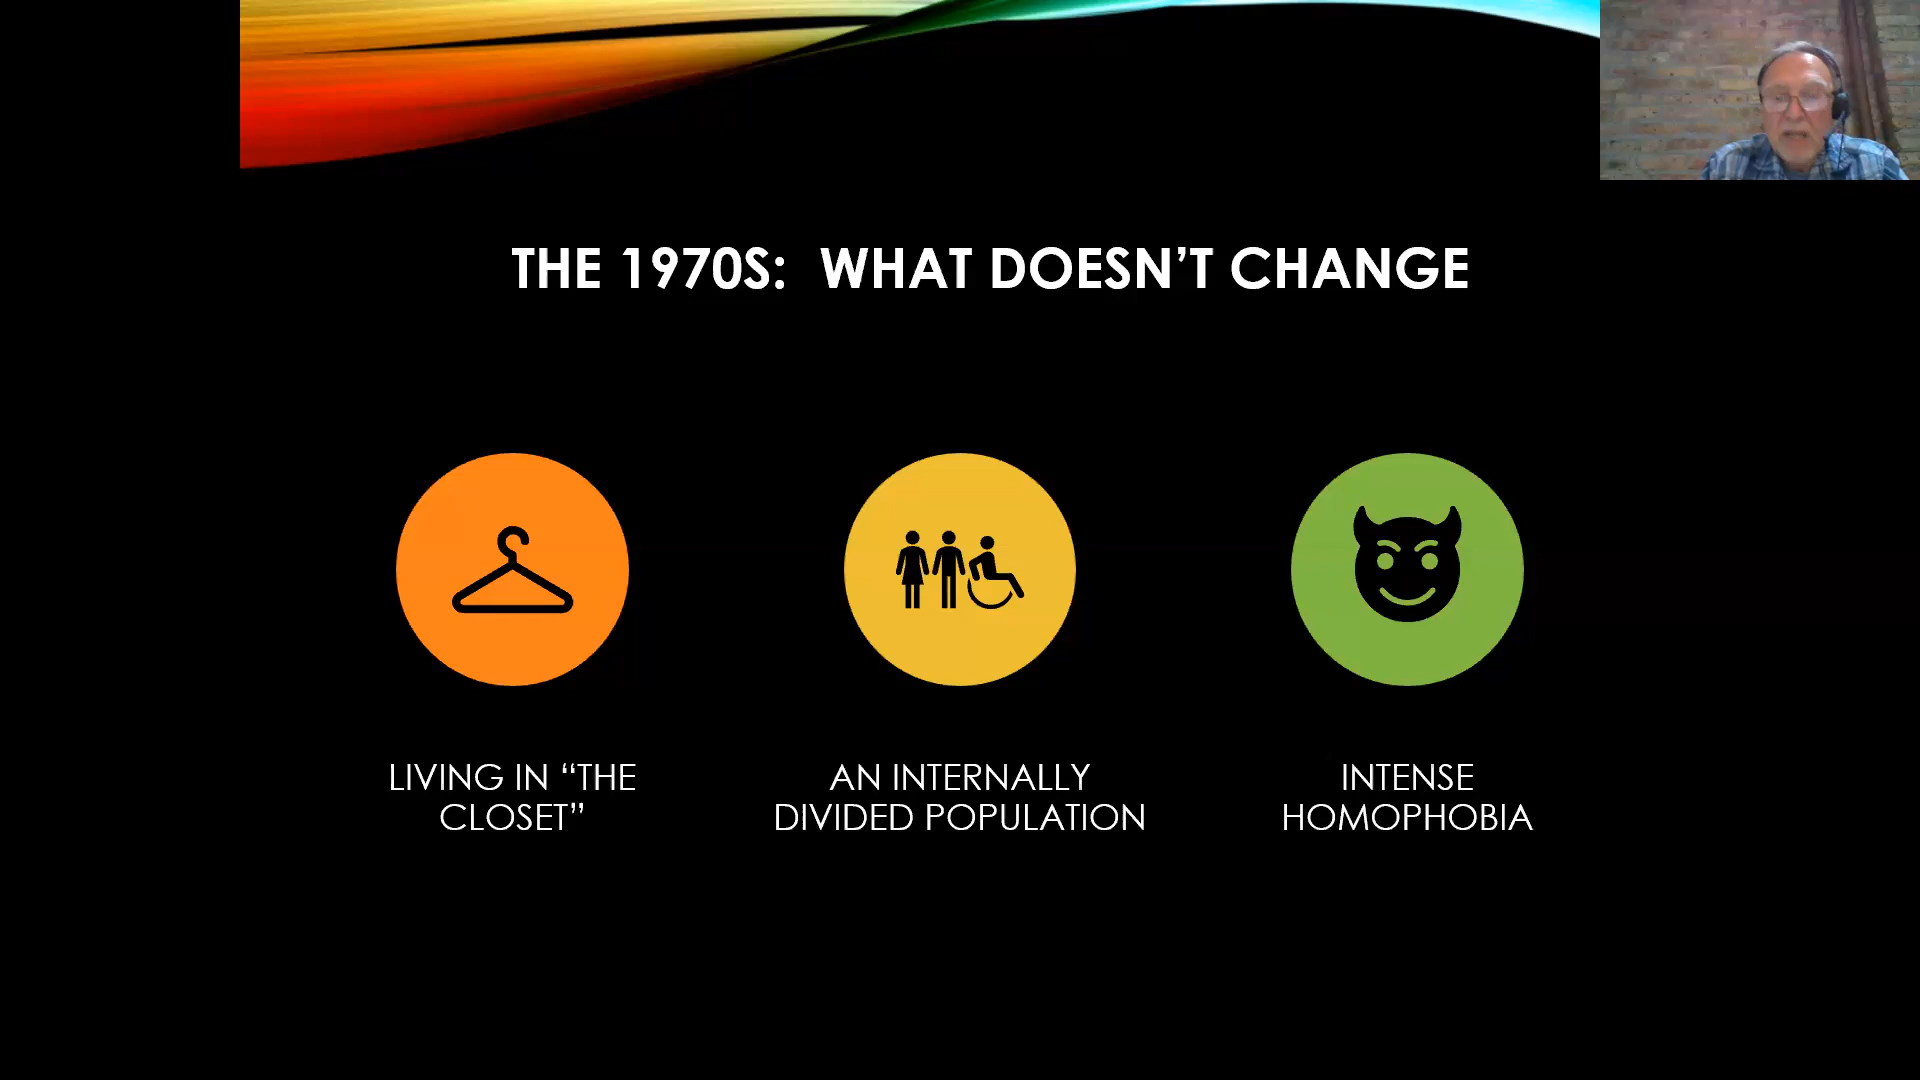 THE 1970S:  WHAT DOESN’T CHANGE
LIVING IN “THE
CLOSET”
AN INTERNALLY
DIVIDED POPULATION
INTENSE
HOMOPHOBIA